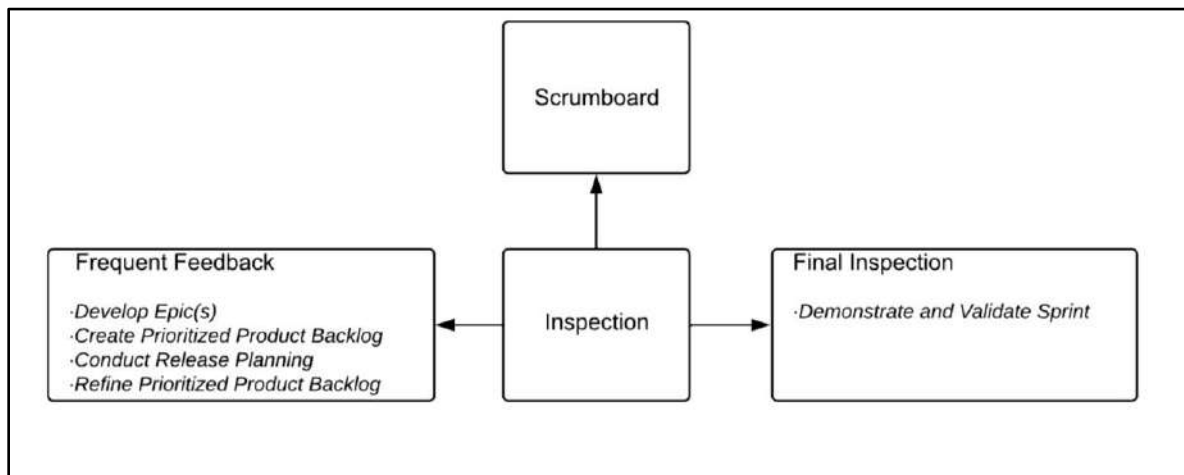 Scrumboard
Frequent Feedback
·Develop Epic(s)
·Create Prioritized Product Backlog
·Conduct Release Planning
·Refine Prioritized Product Backlog
Inspection
Final Inspection
·Demonstrate and Validate Sprint